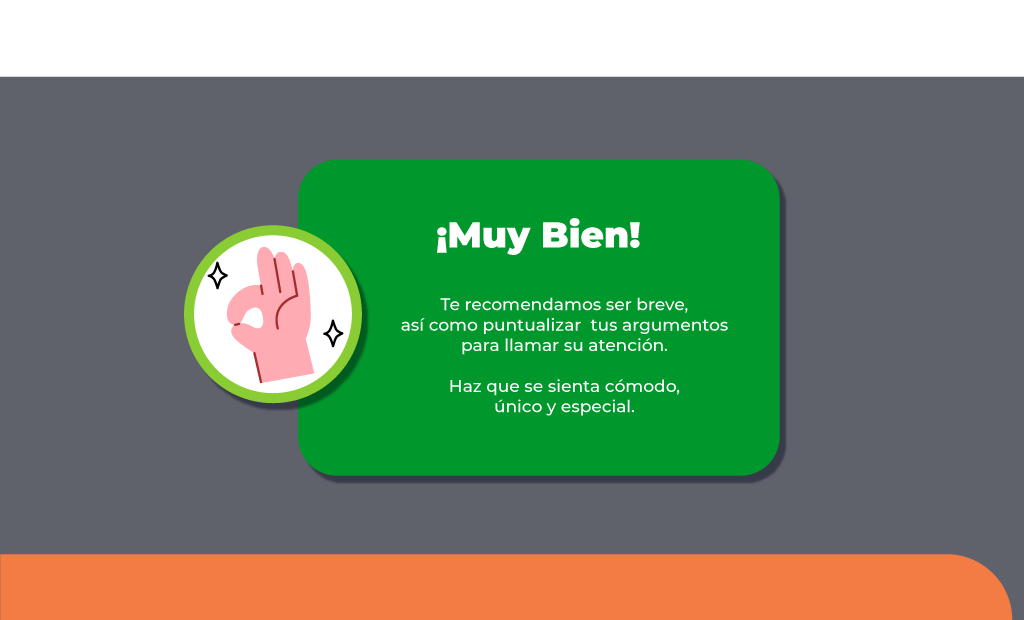 ¡Muy Bien!
Te recomendamos ser breve,
así como puntualizar  tus argumentos
para llamar su atención.
Haz que se sienta cómodo,
único y especial.